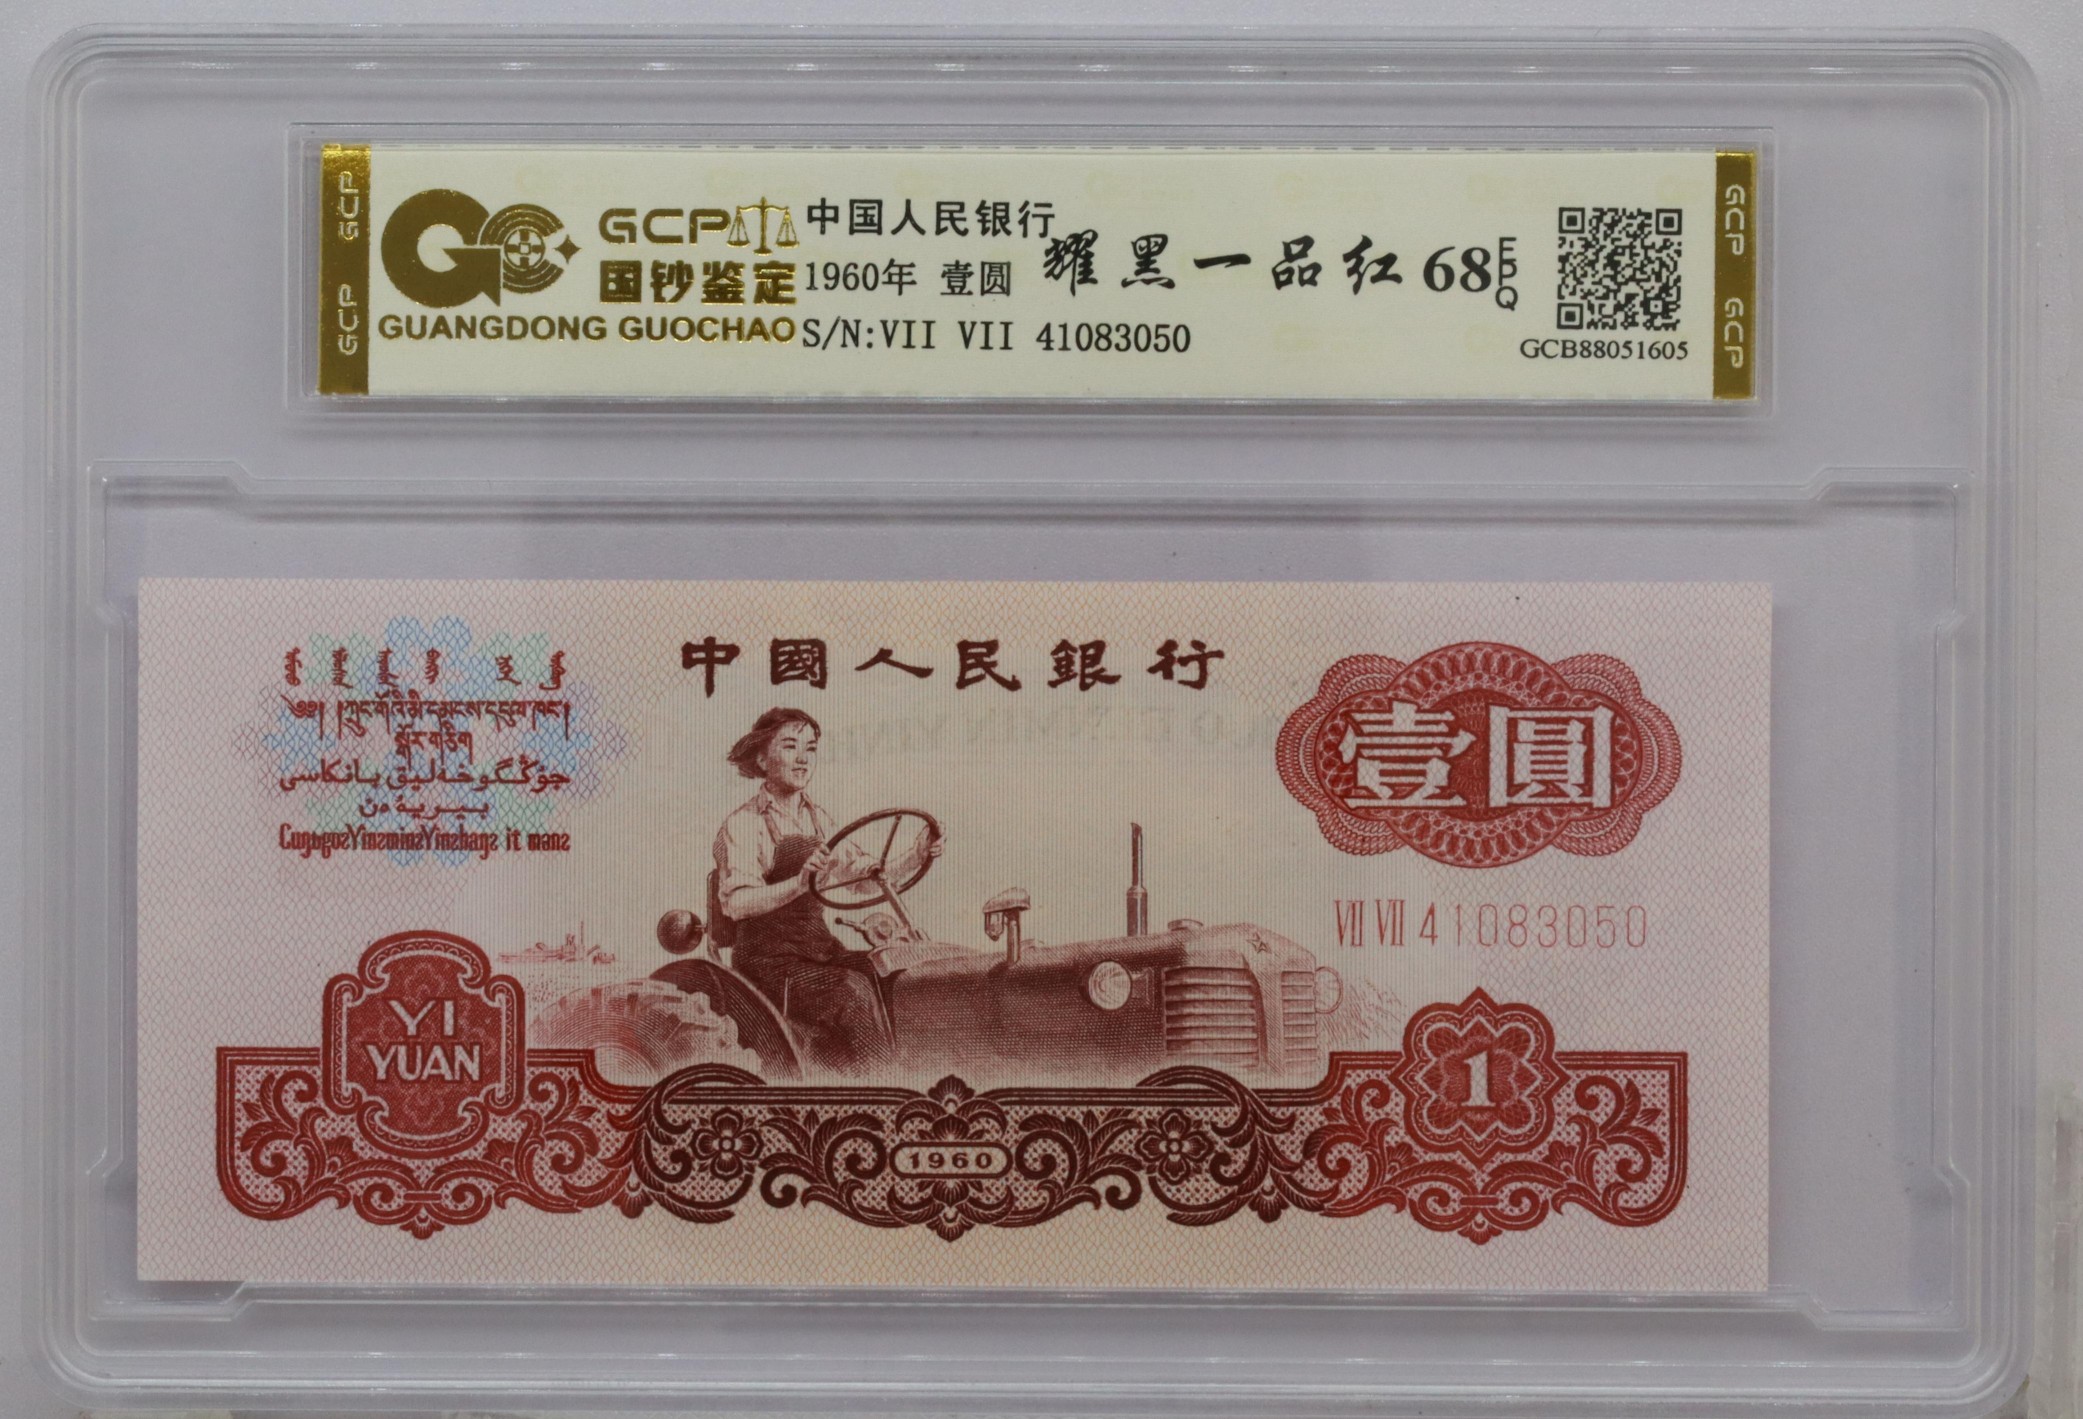 GCP GCP
GCP
国钞鉴定
GUANGDONG GUOCHAO
中国人民银行
1960年 壹圆
S/N:VII VII 41083050
耀黑一品红 68 EPQ
GCB88051605
GCP GCP
中國人民銀行
壹圓
VII VII 41083050
YI
YUAN
1960
1